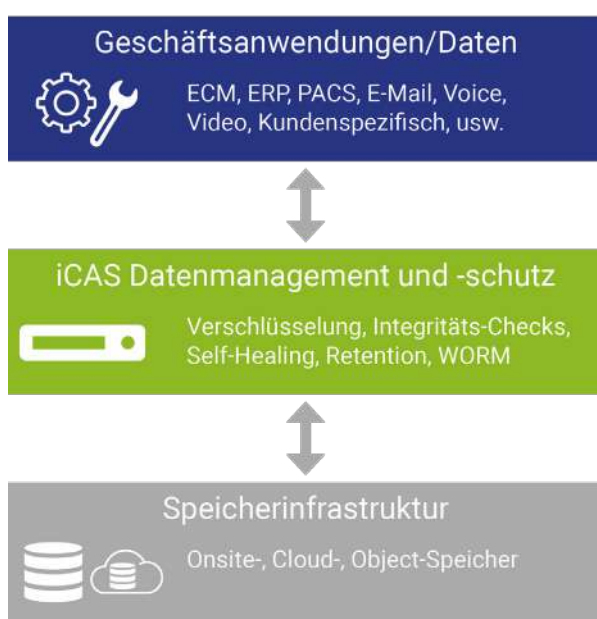 Geschäftsanwendungen/Daten
ECM, ERP, PACS, E-Mail, Voice,
Video, Kundenspezifisch, usw.
iCAS Datenmanagement und -schutz
Verschlüsselung, Integritäts-Checks,
Self-Healing, Retention, WORM
Speicherinfrastruktur
Onsite-, Cloud-, Object-Speicher